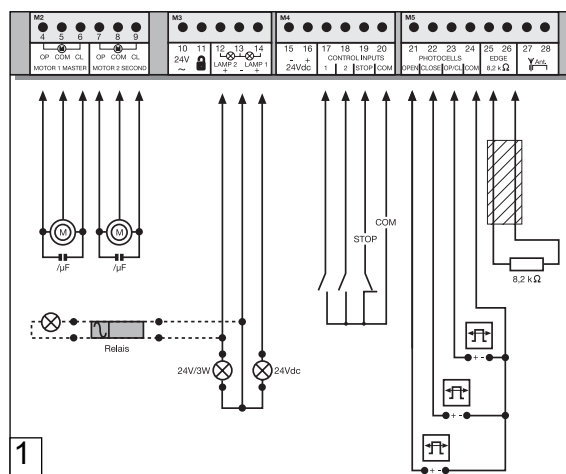 M2 M3 M4 M5
4 5 6 7 8 9 10 11 12 13 14 15 16 17 18 19 20 21 22 23 24 25 26 27 28
OP COM CL OP COM CL
M M
MOTOR 1 MASTER MOTOR 2 SECOND
24V
~
LAMP 2 LAMP 1
+ - +
- +
24Vdc
CONTROL INPUTS
1 2 STOP COM
PHOTOCELLS
OPEN CLOSE OP/CL COM
EDGE
8,2 kΩ
Ant.
M M
/µF /µF
COM
STOP
8,2 kΩ
Relais
24V/3W 24Vdc
+ -
+ -
+ -
1